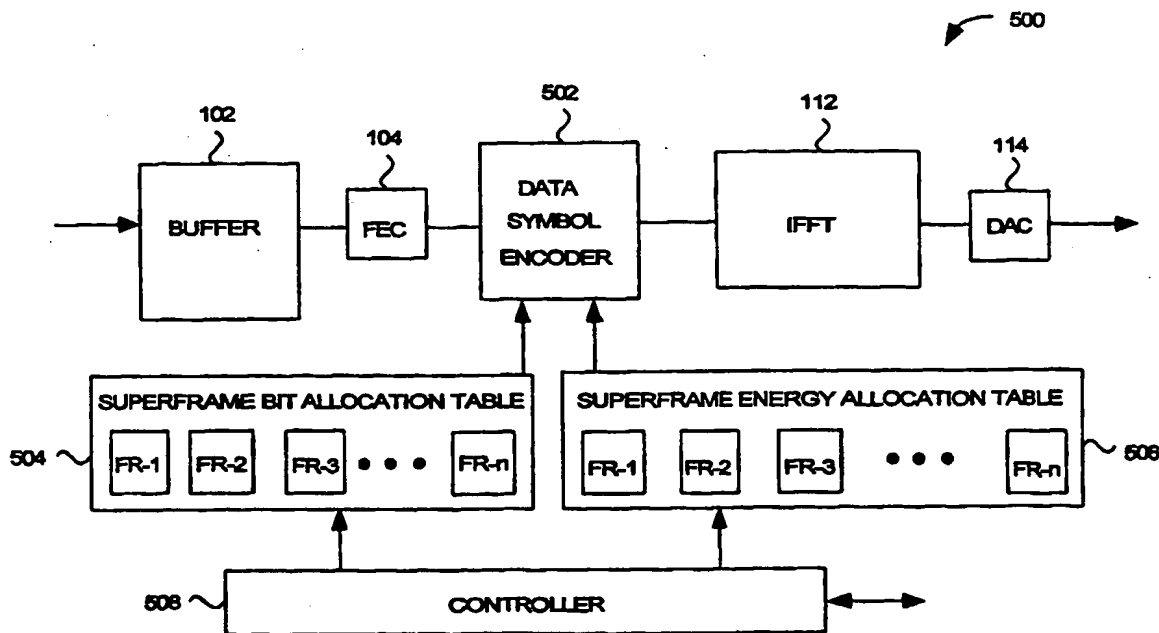 500
102
104
502
112
114
BUFFER
FEC
DATA
SYMBOL
ENCODER
IFFT
DAC
SUPERFRAME BIT ALLOCATION TABLE
SUPERFRAME ENERGY ALLOCATION TABLE
504
FR-1 FR-2 FR-3 • • • FR-n
FR-1 FR-2 FR-3 • • • FR-n
506
508
CONTROLLER